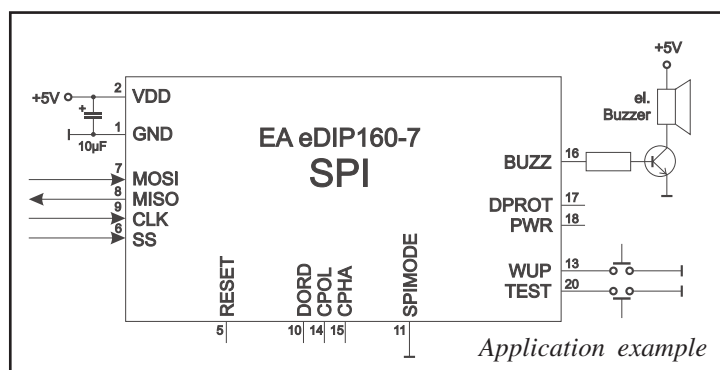 +5V
2
VDD
+
1
GND
10µF
7
MOSI
8
MISO
9
CLK
6
SS
EA eDIP160-7
SPI
+5V
el.
Buzzer
BUZZ
16
DPROT
17
PWR
18
WUP
13
TEST
20
RESET
DORD
CPOL
CPHA
SPIMODE
5
10
14
15
11
Application example